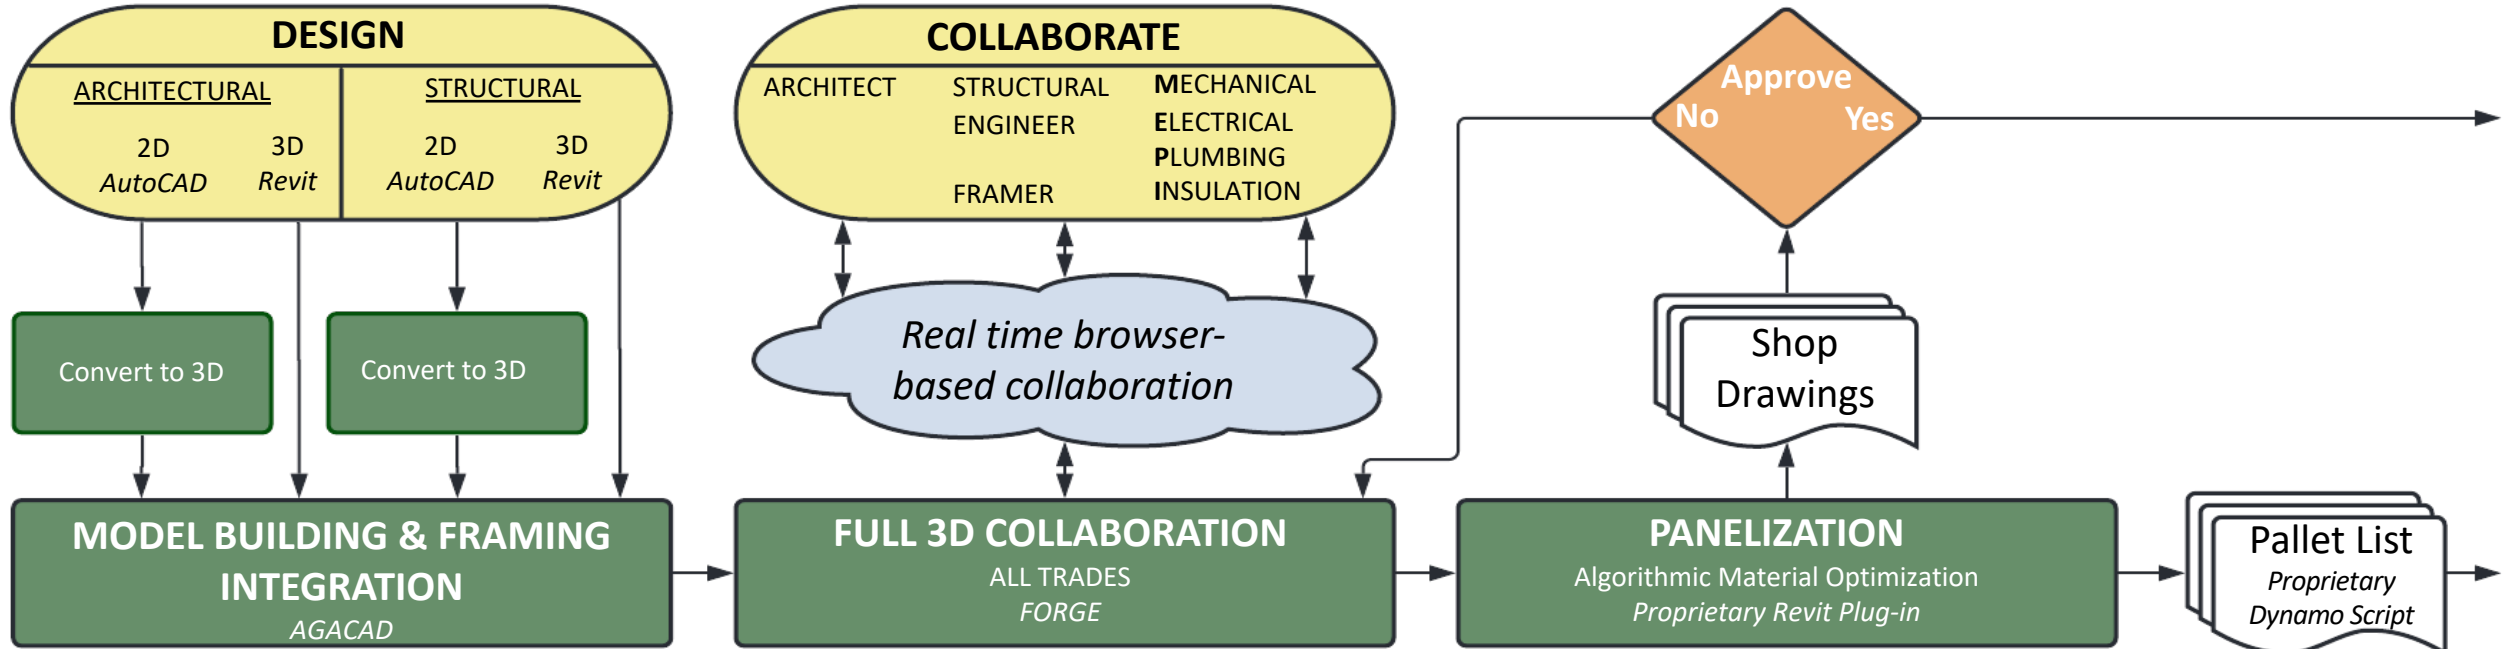 DESIGN
ARCHITECTURAL
STRUCTURAL
2D
AutoCAD
3D
Revit
2D
AutoCAD
3D
Revit
COLLABORATE
ARCHITECT
STRUCTURAL
ENGINEER
FRAMER
MECHANICAL
ELECTRICAL
PLUMBING
INSULATION
Approve
No
Yes
Convert to 3D
Convert to 3D
Real time browser-
based collaboration
Shop
Drawings
MODEL BUILDING & FRAMING
INTEGRATION
AGACAD
FULL 3D COLLABORATION
ALL TRADES
FORGE
PANELIZATION
Algorithmic Material Optimization
Proprietary Revit Plug-in
Pallet List
Proprietary
Dynamo Script